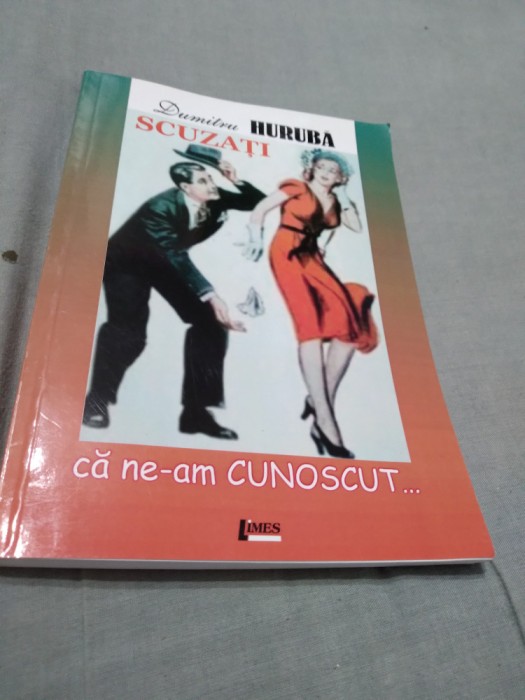 Dumitru HURUBĂ
SCUZAȚI
că ne-am CUNOSCUT...
LIMES